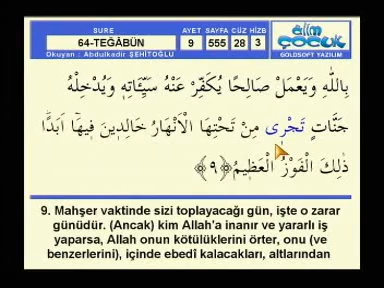 SURE AYET SAYFA CÜZ HİZB
64-TEĞABÜN 9 555 28 3
Okuyan : Abdulkadir ŞEHİTOĞLU
elim
ÇOCUK
GOLDSOFT YAZILIM
بِاللّٰهِ وَيَعْمَلْ صَالِحًا يُكَفِّرْ عَنْهُ سَيِّـَٔاتِه۪ وَيُدْخِلْهُ
جَنَّاتٍ تَجْر۪ي مِنْ تَحْتِهَا الْاَنْهَارُ خَالِد۪ينَ ف۪يهَٓا اَبَدًاۜ
ذٰلِكَ الْفَوْزُ الْعَظ۪يمُ ﴿٩﴾
9. Mahşer vaktinde sizi toplayacağı gün, işte o zarar
günüdür. (Ancak) kim Allah'a inanır ve yararlı iş
yaparsa, Allah onun kötülüklerini örter, onu (ve
benzerlerini), içinde ebedî kalacakları, altlarından